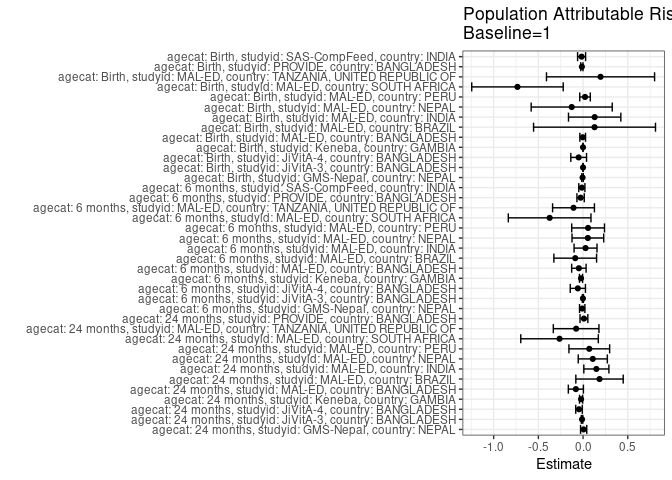 Population Attributable Ris
Baseline=1
agecat: Birth, studyid: SAS-CompFeed, country: INDIA
agecat: Birth, studyid: PROVIDE, country: BANGLADESH
agecat: Birth, studyid: MAL-ED, country: TANZANIA, UNITED REPUBLIC OF
agecat: Birth, studyid: MAL-ED, country: SOUTH AFRICA
agecat: Birth, studyid: MAL-ED, country: PERU
agecat: Birth, studyid: MAL-ED, country: NEPAL
agecat: Birth, studyid: MAL-ED, country: INDIA
agecat: Birth, studyid: MAL-ED, country: BRAZIL
agecat: Birth, studyid: MAL-ED, country: BANGLADESH
agecat: Birth, studyid: Keneba, country: GAMBIA
agecat: Birth, studyid: JiVitA-4, country: BANGLADESH
agecat: Birth, studyid: JiVitA-3, country: BANGLADESH
agecat: Birth, studyid: GMS-Nepal, country: NEPAL
agecat: 6 months, studyid: SAS-CompFeed, country: INDIA
agecat: 6 months, studyid: PROVIDE, country: BANGLADESH
agecat: 6 months, studyid: MAL-ED, country: TANZANIA, UNITED REPUBLIC OF
agecat: 6 months, studyid: MAL-ED, country: SOUTH AFRICA
agecat: 6 months, studyid: MAL-ED, country: PERU
agecat: 6 months, studyid: MAL-ED, country: NEPAL
agecat: 6 months, studyid: MAL-ED, country: INDIA
agecat: 6 months, studyid: MAL-ED, country: BRAZIL
agecat: 6 months, studyid: MAL-ED, country: BANGLADESH
agecat: 6 months, studyid: Keneba, country: GAMBIA
agecat: 6 months, studyid: JiVitA-4, country: BANGLADESH
agecat: 6 months, studyid: JiVitA-3, country: BANGLADESH
agecat: 6 months, studyid: GMS-Nepal, country: NEPAL
agecat: 24 months, studyid: PROVIDE, country: BANGLADESH
agecat: 24 months, studyid: MAL-ED, country: TANZANIA, UNITED REPUBLIC OF
agecat: 24 months, studyid: MAL-ED, country: SOUTH AFRICA
agecat: 24 months, studyid: MAL-ED, country: PERU
agecat: 24 months, studyid: MAL-ED, country: NEPAL
agecat: 24 months, studyid: MAL-ED, country: INDIA
agecat: 24 months, studyid: MAL-ED, country: BRAZIL
agecat: 24 months, studyid: MAL-ED, country: BANGLADESH
agecat: 24 months, studyid: Keneba, country: GAMBIA
agecat: 24 months, studyid: JiVitA-4, country: BANGLADESH
agecat: 24 months, studyid: JiVitA-3, country: BANGLADESH
agecat: 24 months, studyid: GMS-Nepal, country: NEPAL
-1.0 -0.5 0.0 0.5
Estimate